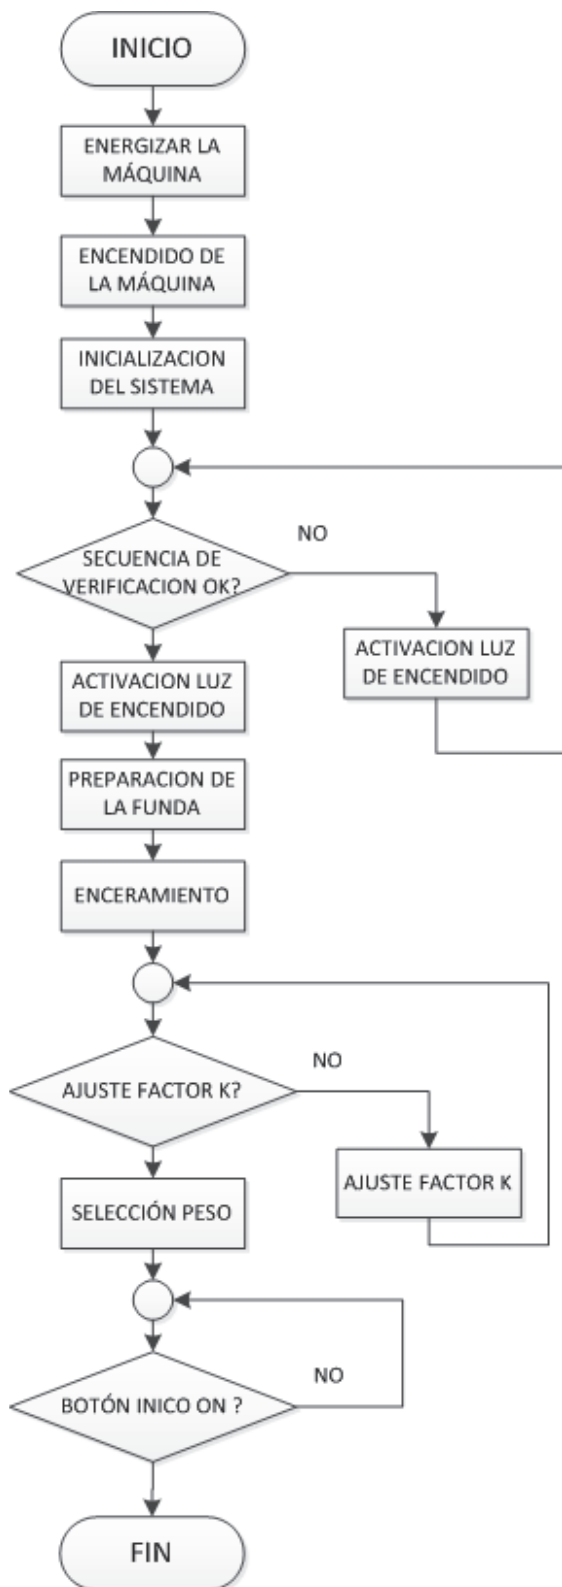 INICIO
ENERGIZAR LA
MÁQUINA
ENCENDIDO DE
LA MÁQUINA
INICIALIZACION
DEL SISTEMA
NO
SECUENCIA DE
VERIFICACION OK?
ACTIVACION LUZ
DE ENCENDIDO
ACTIVACION LUZ
DE ENCENDIDO
PREPARACION DE
LA FUNDA
ENCERAMIENTO
NO
AJUSTE FACTOR K?
AJUSTE FACTOR K
SELECCIÓN PESO
NO
BOTÓN INICO ON ?
FIN